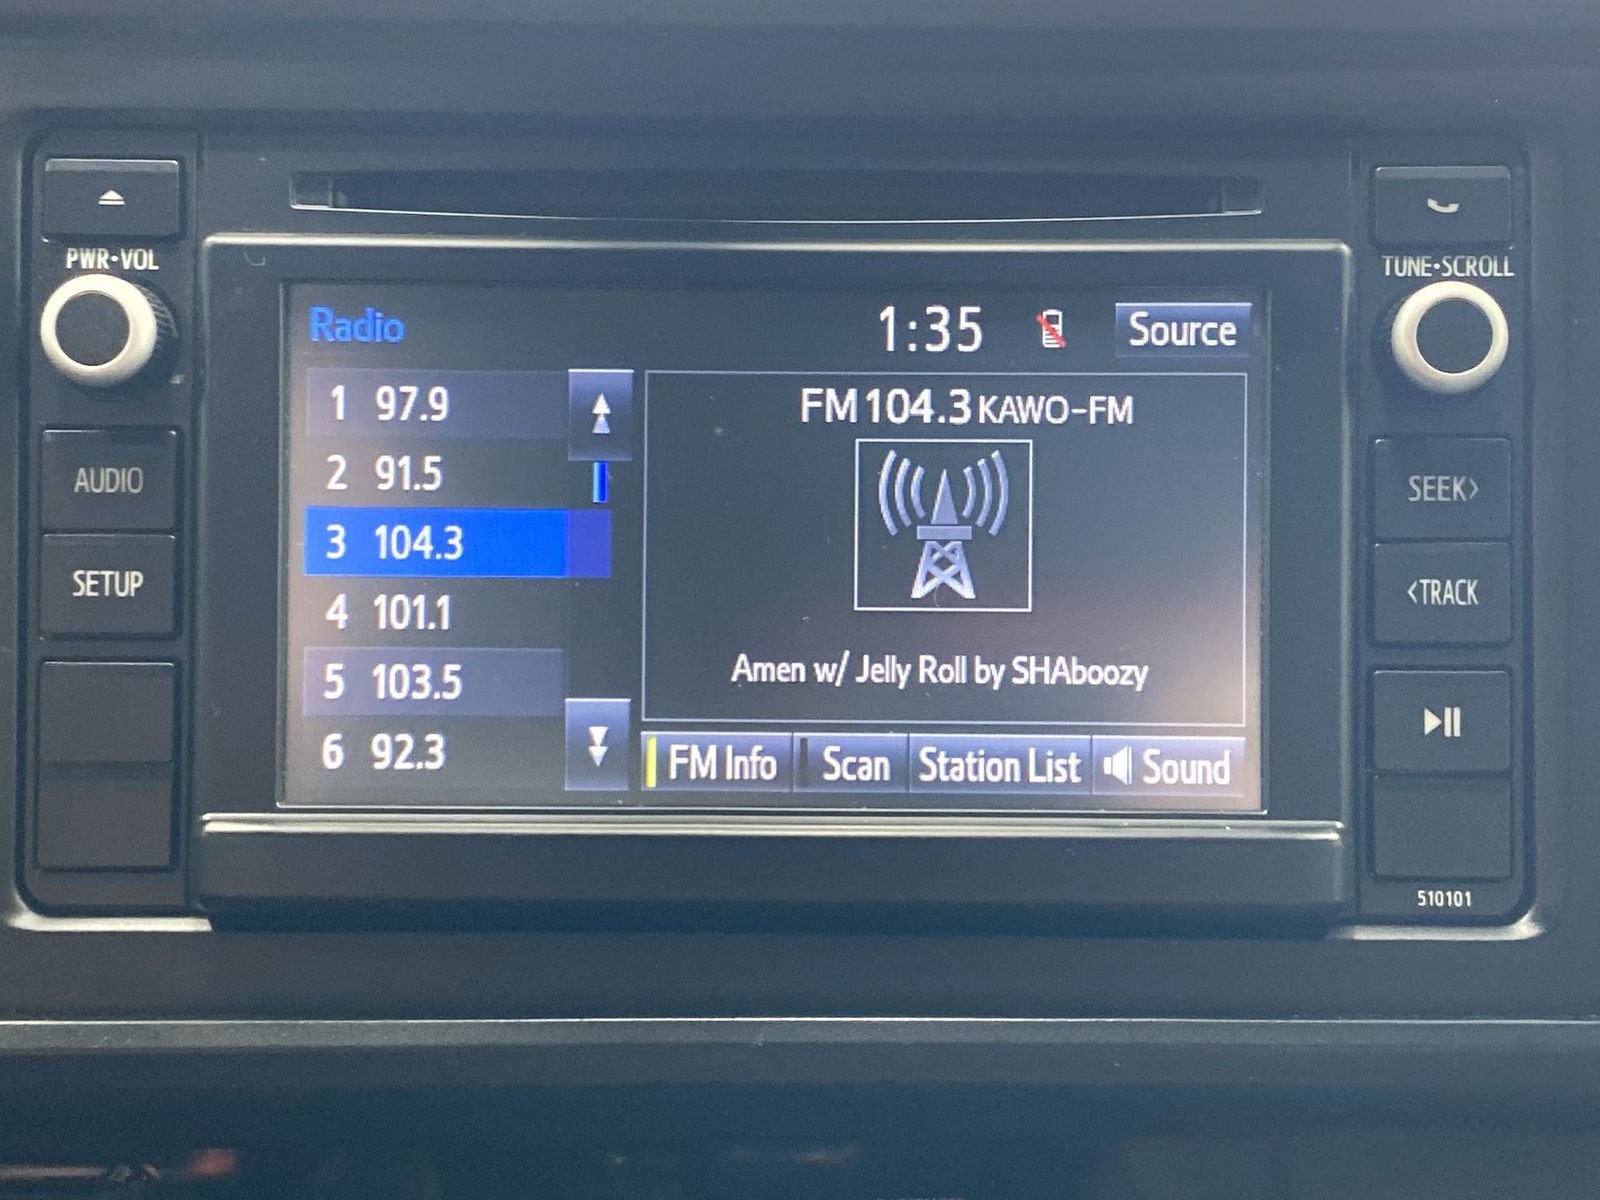 PWR•VOL
TUNE•SCROLL
Radio
1:35
Source
1 97.9
2 91.5
3 104.3
4 101.1
5 103.5
6 92.3
FM 104.3 KAWO-FM
Amen w/ Jelly Roll by SHAboozy
FM Info
Scan
Station List
Sound
AUDIO
SETUP
SEEK>
<TRACK
510101